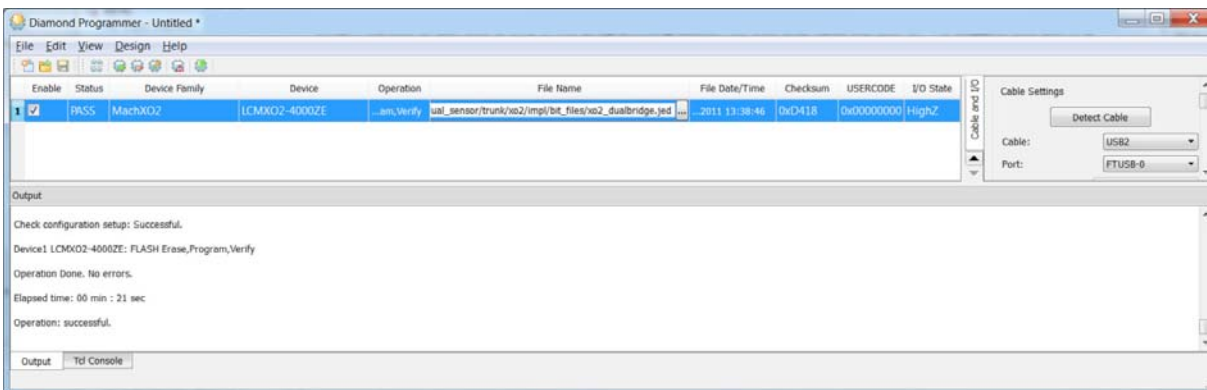 Diamond Programmer - Untitled *
File Edit View Design Help
Enable Status Device Family Device Operation File Name File Date/Time Checksum USERCODE I/O State
1 PASS MachXO2 LCMXO2-4000ZE ...am,Verify ual_sensor/trunk/xo2/impl/bit_files/xo2_dualbridge.jed ... ...2011 13:38:46 0xD418 0x00000000 HighZ
Cable and I/O
Cable Settings
Detect Cable
Cable: USB2
Port: FTUSB-0
Output
Check configuration setup: Successful.
Device1 LCMXO2-4000ZE: FLASH Erase,Program,Verify
Operation Done. No errors.
Elapsed time: 00 min : 21 sec
Operation: successful.
Output Tcl Console